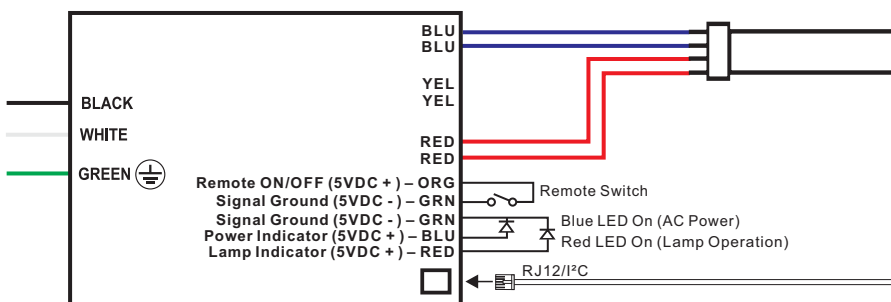 BLU
BLU
YEL
YEL
BLACK
WHITE
GREEN
RED
RED
Remote ON/OFF (5VDC +) – ORG
Signal Ground (5VDC -) – GRN
Signal Ground (5VDC -) – GRN
Power Indicator (5VDC +) – BLU
Lamp Indicator (5VDC +) – RED
Remote Switch
Blue LED On (AC Power)
Red LED On (Lamp Operation)
RJ12/I²C